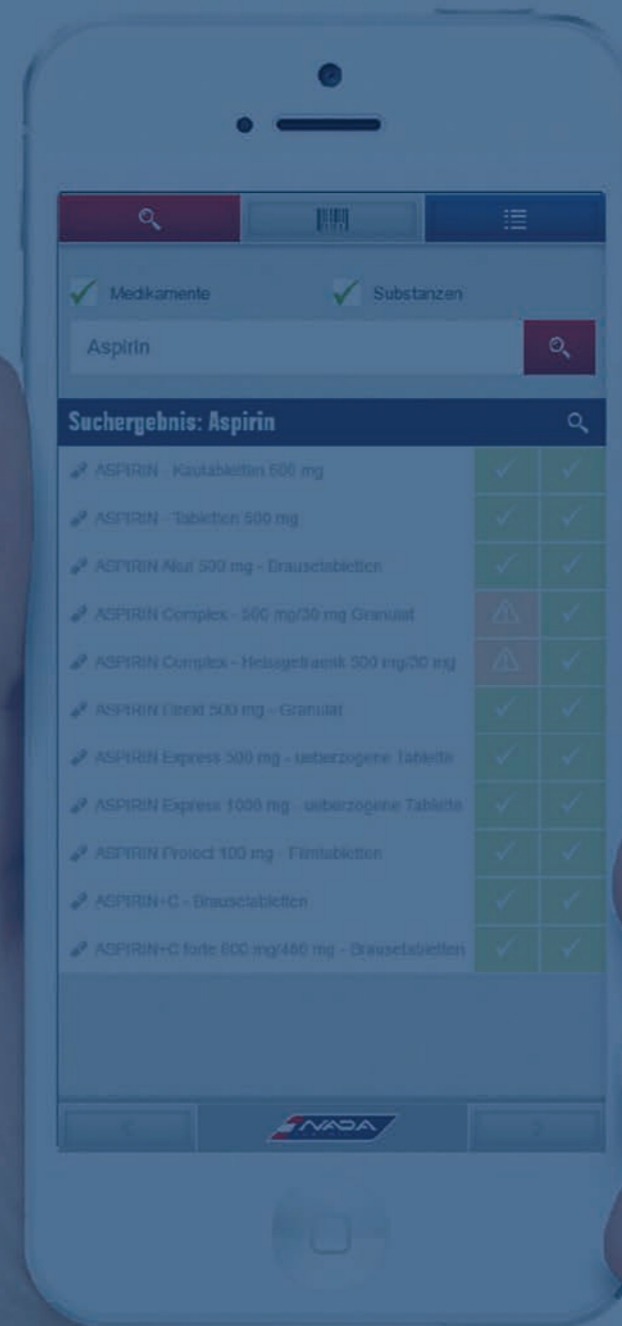 Medikamente
Substanzen
Aspirin
Suchergebnis: Aspirin
ASPIRIN - Kautabletten 500 mg
ASPIRIN - Tabletten 500 mg
ASPIRIN Akut 500 mg - Brausetabletten
ASPIRIN Complex - 500 mg/30 mg Granulat
ASPIRIN Complex - Heissgetraenk 500 mg/30 mg
ASPIRIN Direkt 500 mg - Granulat
ASPIRIN Express 500 mg - ueberzogene Tablette
ASPIRIN Express 1000 mg - ueberzogene Tablette
ASPIRIN Protect 100 mg - Filmtabletten
ASPIRIN+C - Brausetabletten
ASPIRIN+C forte 800 mg/480 mg - Brausetabletten
NADA